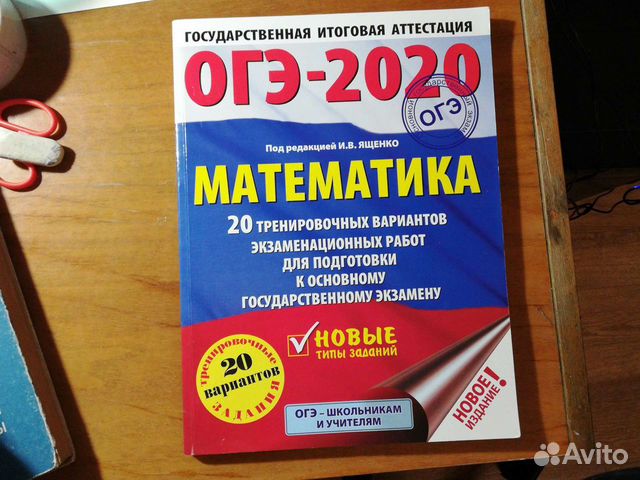 ГОСУДАРСТВЕННАЯ ИТОГОВАЯ АТТЕСТАЦИЯ
ОГЭ-2020
ОГЭ
Под редакцией И.В. ЯЩЕНКО
МАТЕМАТИКА
20 ТРЕНИРОВОЧНЫХ ВАРИАНТОВ
ЭКЗАМЕНАЦИОННЫХ РАБОТ
ДЛЯ ПОДГОТОВКИ
К ОСНОВНОМУ
ГОСУДАРСТВЕННОМУ ЭКЗАМЕНУ
НОВЫЕ
ТИПЫ ЗАДАНИЙ
тренировочные
20
вариантов
ЗАДАНИЯ
НОВОЕ
ИЗДАНИЕ!
ОГЭ – ШКОЛЬНИКАМ
И УЧИТЕЛЯМ
Avito